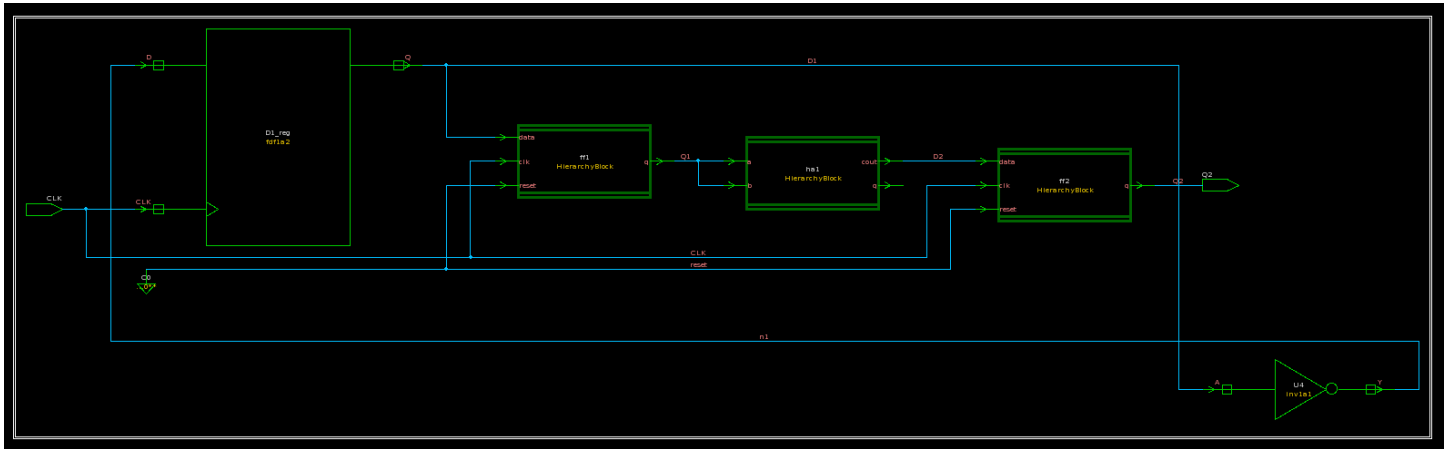 D
Q
D1
D1_reg
fdf1a2
data
clk
reset
ff1
HierarchyBlock
q
Q1
a
b
ha1
HierarchyBlock
cout
q
D2
data
clk
reset
ff2
HierarchyBlock
q
Q2
Q2
CLK
CLK
CLK
reset
C0
n1
A
U4
inv1a1
Y